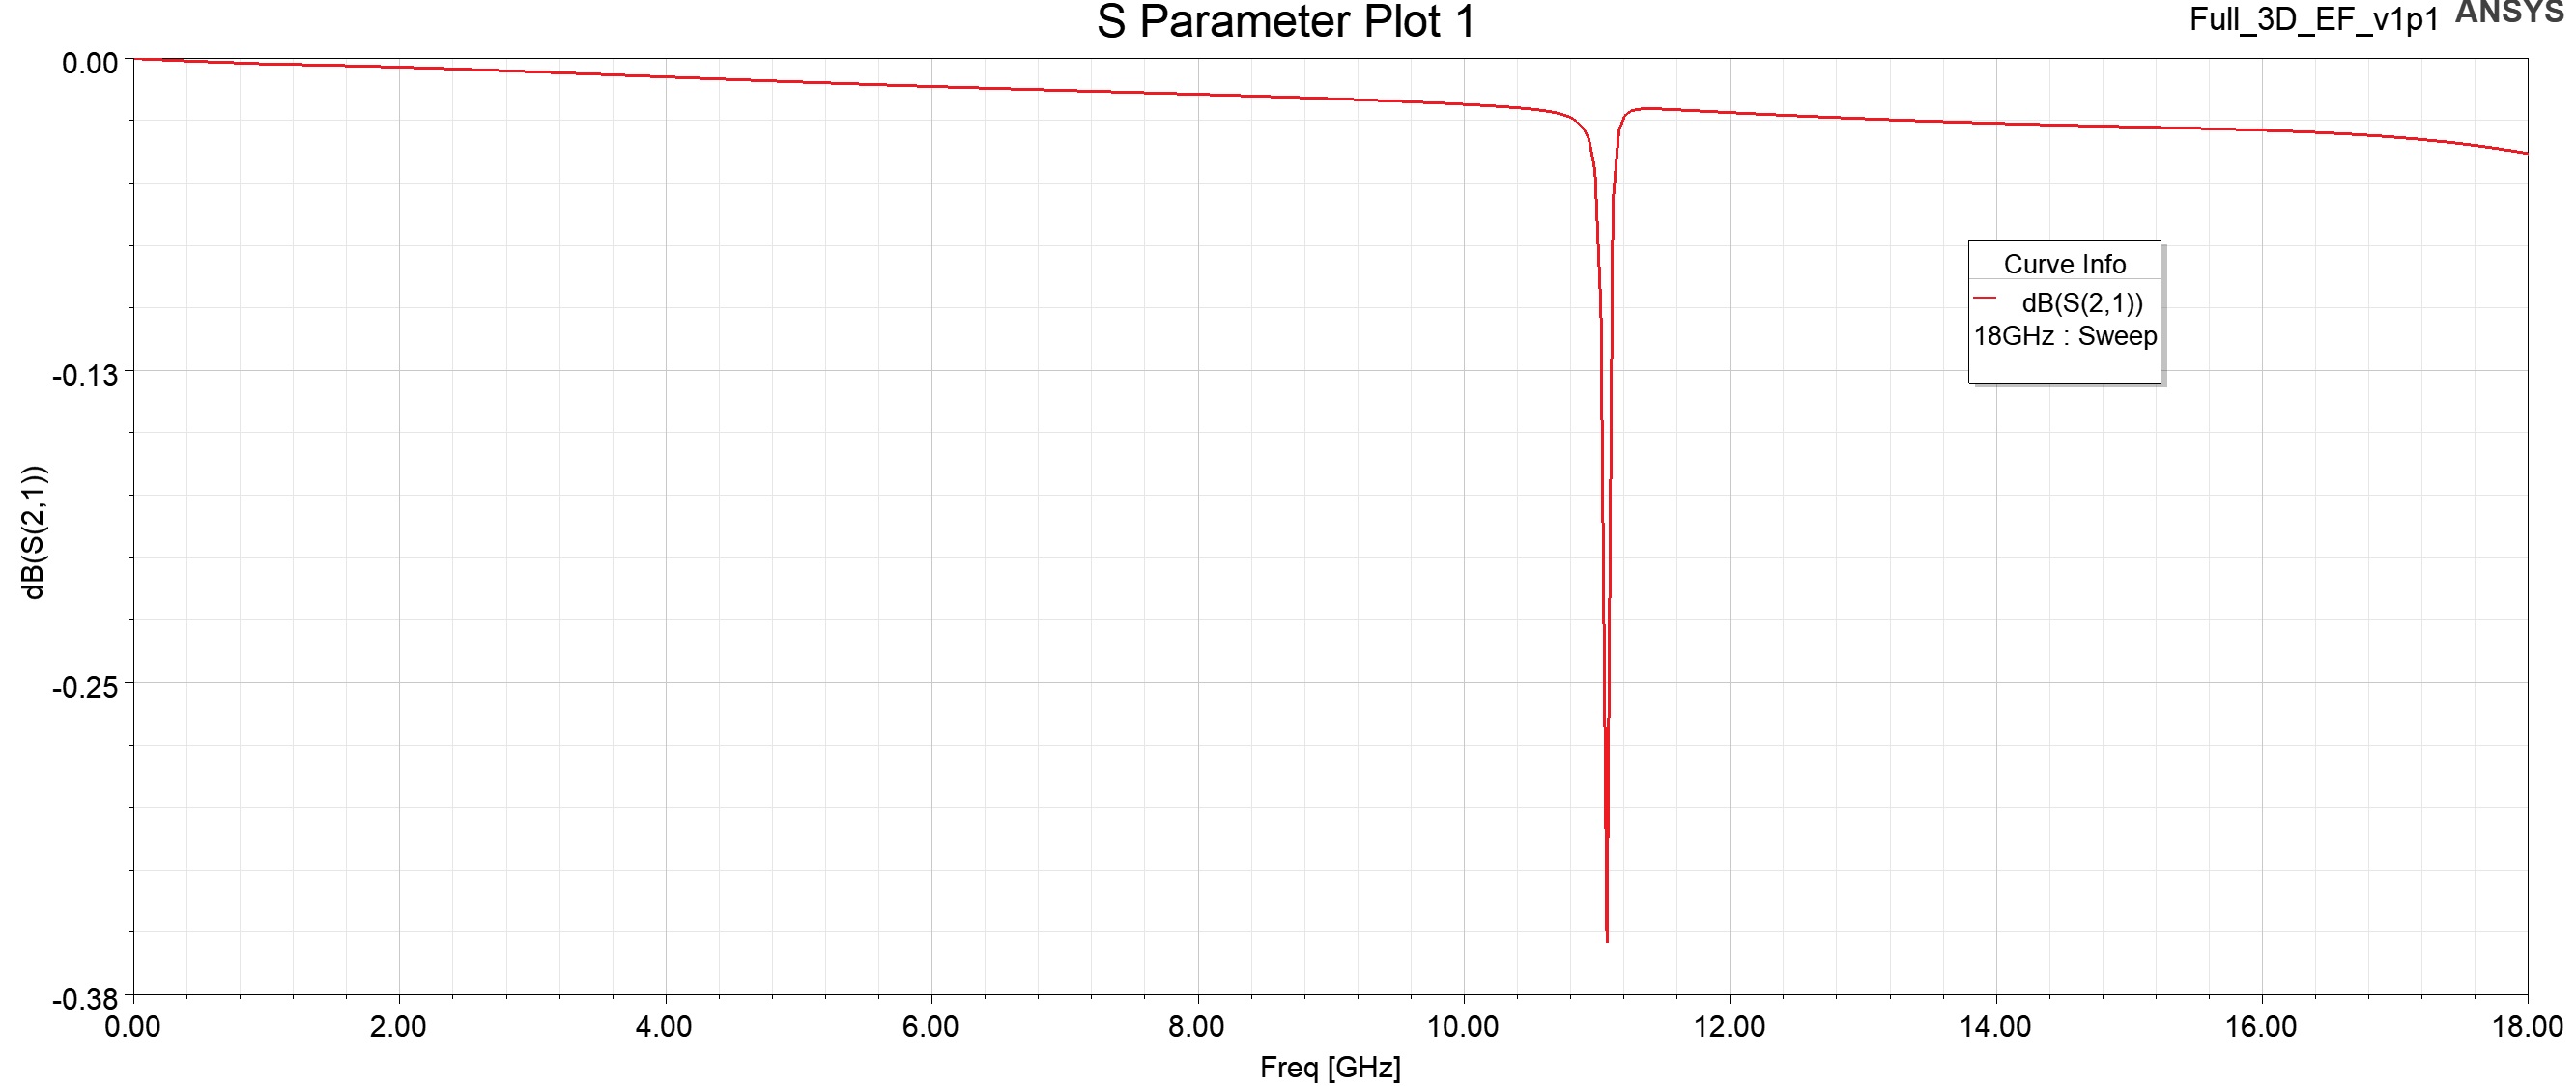 S Parameter Plot 1
Full_3D_EF_v1p1 ANSYS
0.00
-0.13
-0.25
-0.38
dB(S(2,1))
Curve Info
dB(S(2,1))
18GHz : Sweep
0.00 2.00 4.00 6.00 8.00 10.00 12.00 14.00 16.00 18.00
Freq [GHz]